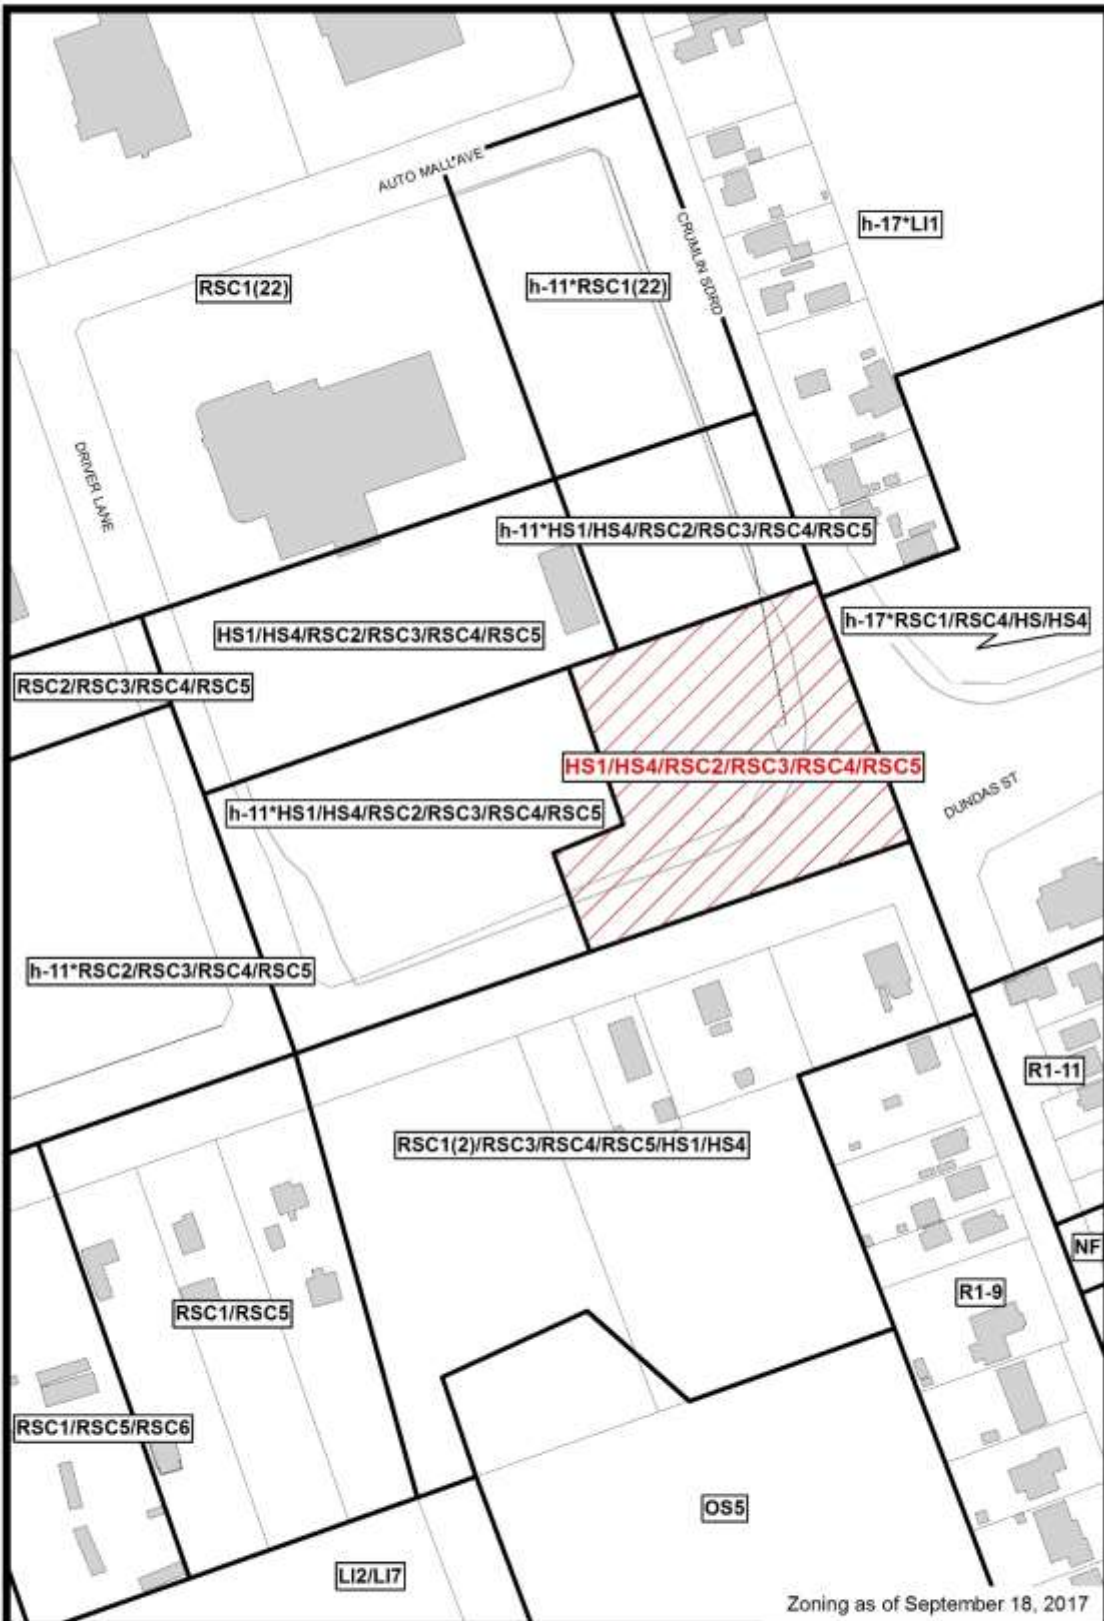 AUTO MALL AVE
CRUMLIN SDRD
h-17*LI1
RSC1(22)
h-11*RSC1(22)
DRIVER LANE
h-11*HS1/HS4/RSC2/RSC3/RSC4/RSC5
HS1/HS4/RSC2/RSC3/RSC4/RSC5
h-17*RSC1/RSC4/HS/HS4
RSC2/RSC3/RSC4/RSC5
HS1/HS4/RSC2/RSC3/RSC4/RSC5
DUNDAS ST
h-11*HS1/HS4/RSC2/RSC3/RSC4/RSC5
h-11*RSC2/RSC3/RSC4/RSC5
R1-11
RSC1(2)/RSC3/RSC4/RSC5/HS1/HS4
NF
R1-9
RSC1/RSC5
RSC1/RSC5/RSC6
OS5
LI2/LI7
Zoning as of September 18, 2017